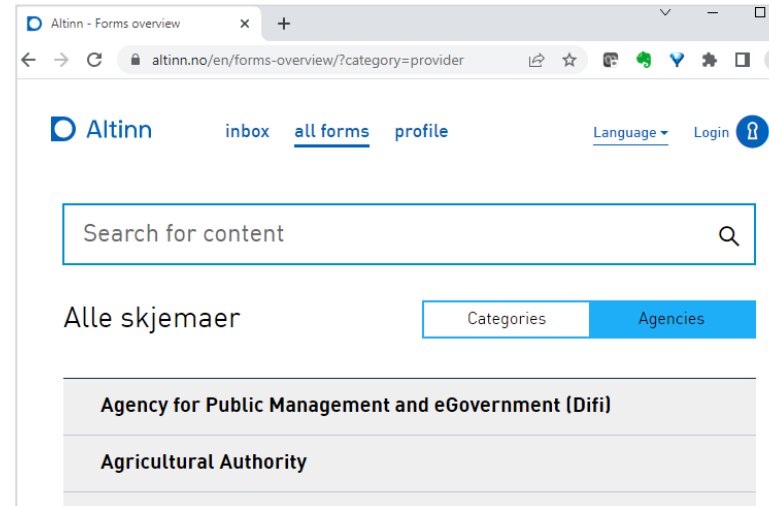 Altinn - Forms overview
altinn.no/en/forms-overview/?category=provider
Altinn inbox all forms profile Language Login
Search for content
Alle skjemaer Categories Agencies
Agency for Public Management and eGovernment (Difi)
Agricultural Authority